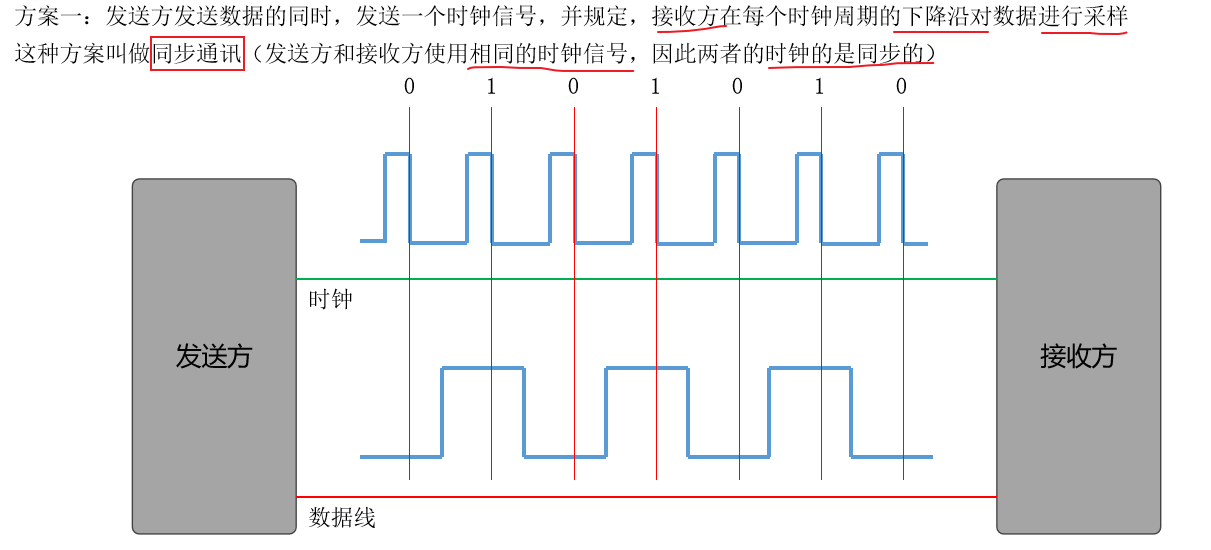 方案一：发送方发送数据的同时，发送一个时钟信号，并规定，接收方在每个时钟周期的下降沿对数据进行采样
这种方案叫做同步通讯（发送方和接收方使用相同的时钟信号，因此两者的时钟的是同步的）
0 1 0 1 0 1 0
时钟
发送方
接收方
数据线